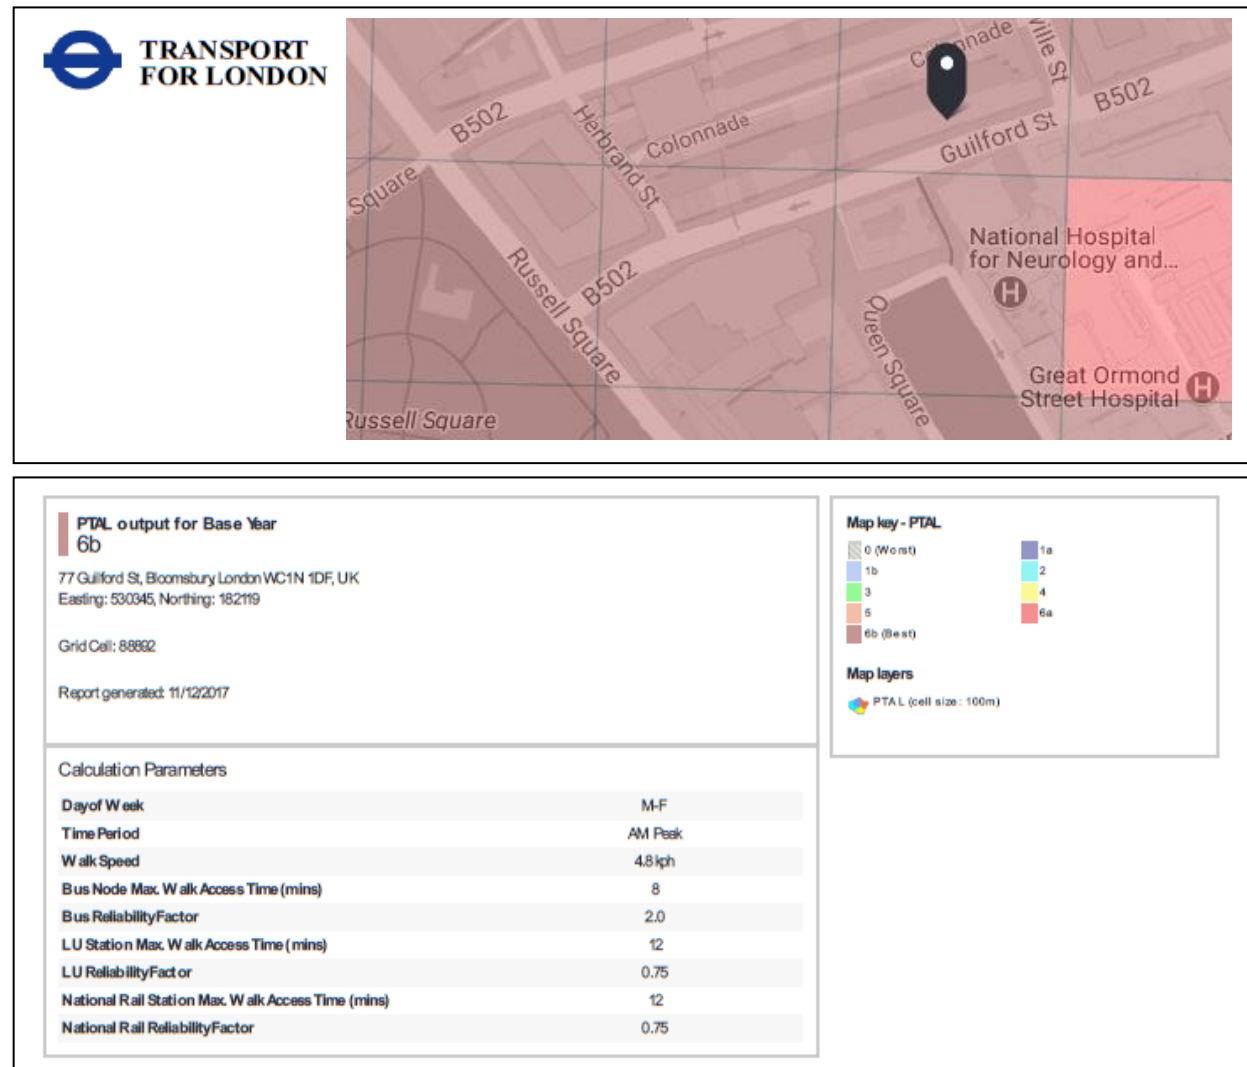 TRANSPORT
FOR LONDON
Colonnade
ville St
B502
B502
Herbrand St
Colonnade
Guilford St
Square
National Hospital
for Neurology and...
H
Russell Square
B502
Queen Square
Great Ormond
Street Hospital
H
Russell Square
PTAL output for Base Year
6b
77 Guilford St, Bloomsbury, London WC1N 1DF, UK
Easting: 530345, Northing: 182119
Grid Cell: 88892
Report generated: 11/12/2017
Map key - PTAL
0 (Worst)
1a
1b
2
3
4
5
6a
6b (Best)
Map layers
PTAL (cell size: 100m)
Calculation Parameters
Day of Week M-F
Time Period AM Peak
Walk Speed 4.8 kph
Bus Node Max. Walk Access Time (mins) 8
Bus Reliability Factor 2.0
LU Station Max. Walk Access Time (mins) 12
LU Reliability Factor 0.75
National Rail Station Max. Walk Access Time (mins) 12
National Rail Reliability Factor 0.75